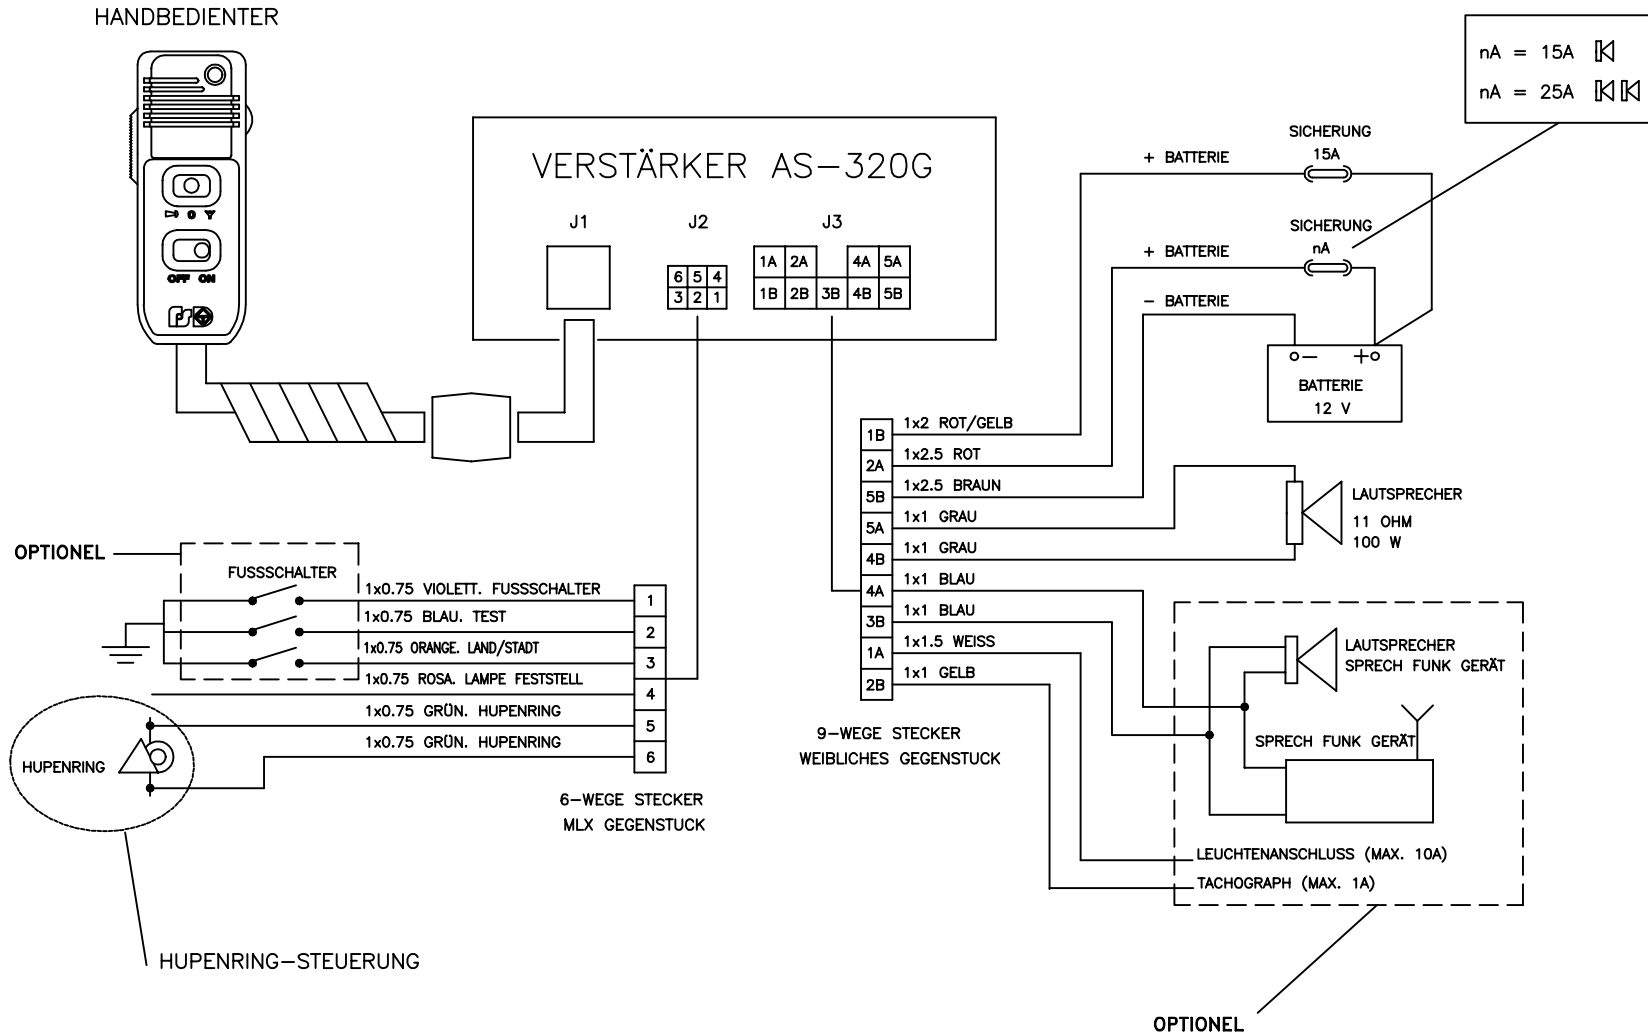 HANDBEDIENTER
nA = 15A
nA = 25A
SICHERUNG
15A
+ BATTERIE
VERSTÄRKER AS-320G
J1
J2
J3
SICHERUNG
nA
+ BATTERIE
- BATTERIE
1A 2A 4A 5A
1B 2B 3B 4B 5B
6 5 4
3 2 1
O
OFF ON
- +
BATTERIE
12 V
1B 1x2 ROT/GELB
2A 1x2.5 ROT
5B 1x2.5 BRAUN
5A 1x1 GRAU
4B 1x1 GRAU
4A 1x1 BLAU
3B 1x1 BLAU
1A 1x1.5 WEISS
2B 1x1 GELB
9-WEGE STECKER
WEIBLICHES GEGENSTUCK
LAUTSPRECHER
11 OHM
100 W
OPTIONEL
FUSSSCHALTER
1x0.75 VIOLETT. FUSSSCHALTER 1
1x0.75 BLAU. TEST 2
1x0.75 ORANGE. LAND/STADT 3
1x0.75 ROSA. LAMPE FESTSTELL 4
1x0.75 GRÜN. HUPENRING 5
1x0.75 GRÜN. HUPENRING 6
HUPENRING
6-WEGE STECKER
MLX GEGENSTUCK
LAUTSPRECHER
SPRECH FUNK GERÄT
SPRECH FUNK GERÄT
LEUCHTENANSCHLUSS (MAX. 10A)
TACHOGRAPH (MAX. 1A)
HUPENRING-STEUERUNG
OPTIONEL